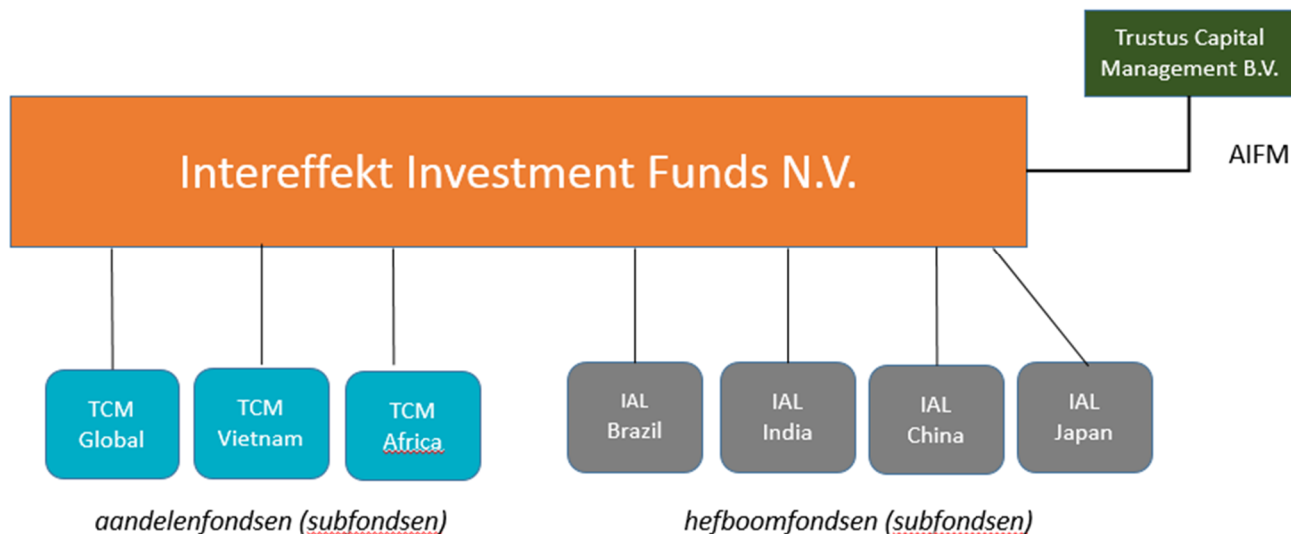 Trustus Capital
Management B.V.
Intereffekt Investment Funds N.V.
AIFM
TCM
Global
TCM
Vietnam
TCM
Africa
IAL
Brazil
IAL
India
IAL
China
IAL
Japan
aandelenfondsen (subfondsen)
hefboomfondsen (subfondsen)